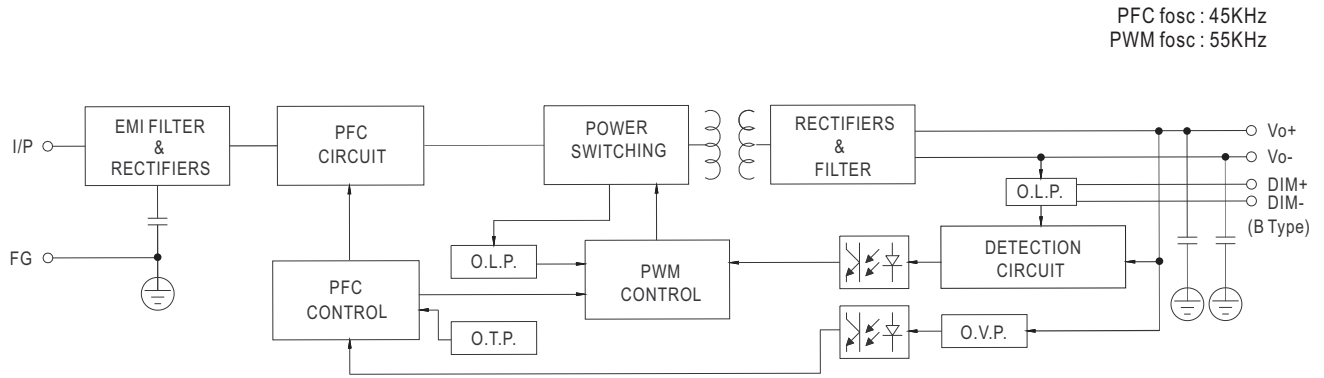 PFC fosc : 45KHz
PWM fosc : 55KHz
I/P
EMI FILTER
&
RECTIFIERS
PFC
CIRCUIT
POWER
SWITCHING
RECTIFIERS
&
FILTER
Vo+
Vo-
O.L.P.
DIM+
DIM-
(B Type)
FG
O.L.P.
PFC
CONTROL
PWM
CONTROL
DETECTION
CIRCUIT
O.T.P.
O.V.P.